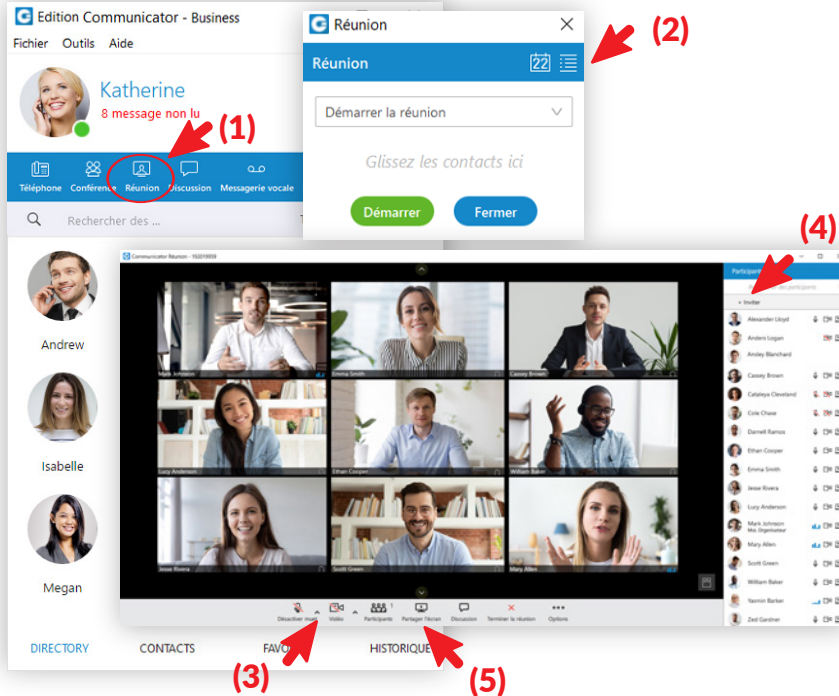 Edition Communicator - Business
Fichier Outils Aide
Katherine
8 message non lu
(1)
Téléphone Conférence Réunion Discussion Messagerie vocale
Rechercher des ...
Réunion
Réunion
22
Démarrer la réunion
Glissez les contacts ici
Démarrer Fermer
(2)
Andrew
Isabelle
Megan
DIRECTORY CONTACTS HISTORIQUE
Communicator Réunion
(4)
Inviter
Alexander Lloyd
Anders Logan
Ansley Blanchard
Cassey Brown
Cataleya Cleveland
Cole Chase
Darnell Ramos
Ethan Cooper
Emma Smith
Jesse Rivera
Lucy Anderson
Mark Johnson
Moi, Organisateur
Mary Allen
Scott Green
William Baker
Yasmin Barker
Zed Gardner
Mark Johnson Emma Smith Cassey Brown
Lucy Anderson Ethan Cooper William Baker
Jesse Rivera Scott Green Mary Allen
Désactiver muet Vidéo Participants Partager l'écran Discussion Terminer la réunion Options
(3)
(5)